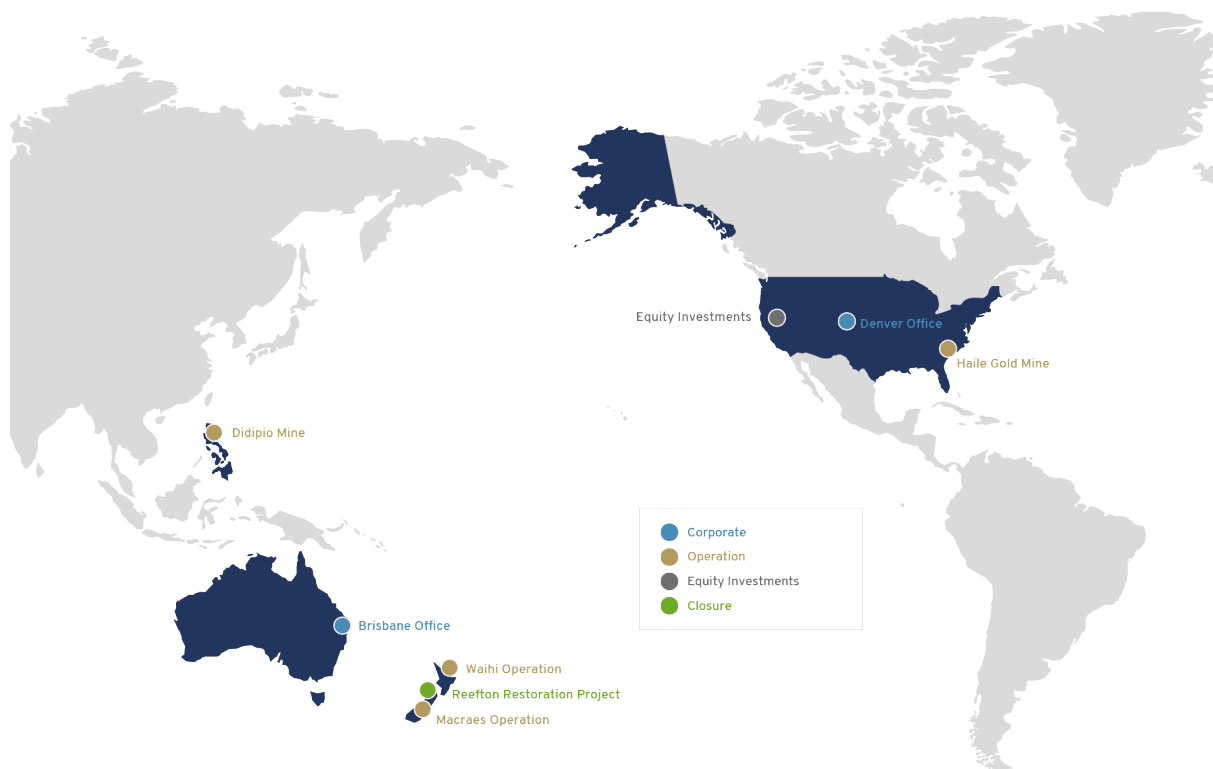 Equity Investments
Denver Office
Haile Gold Mine
Didipio Mine
Corporate
Operation
Equity Investments
Closure
Brisbane Office
Waihi Operation
Reefton Restoration Project
Macraes Operation